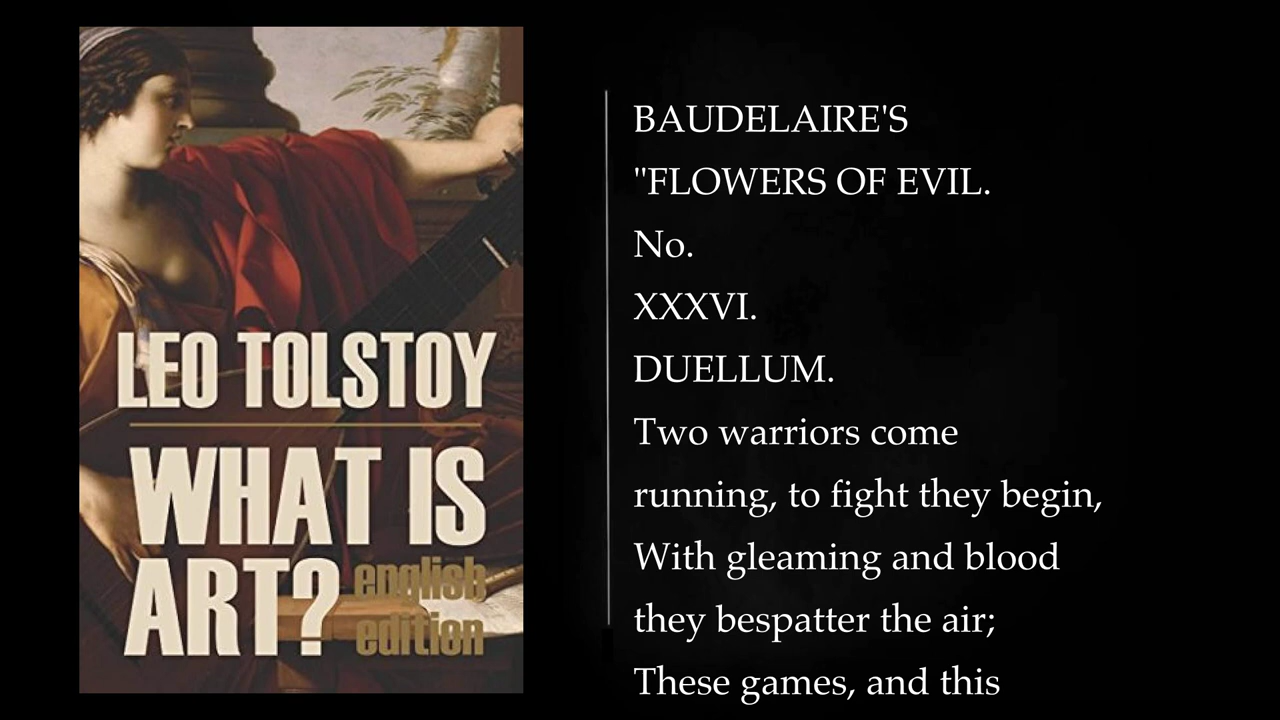 LEO TOLSTOY
WHAT IS
ART?
english
edition
BAUDELAIRE'S
"FLOWERS OF EVIL.
No.
XXXVI.
DUELLUM.
Two warriors come
running, to fight they begin,
With gleaming and blood
they bespatter the air;
These games, and this